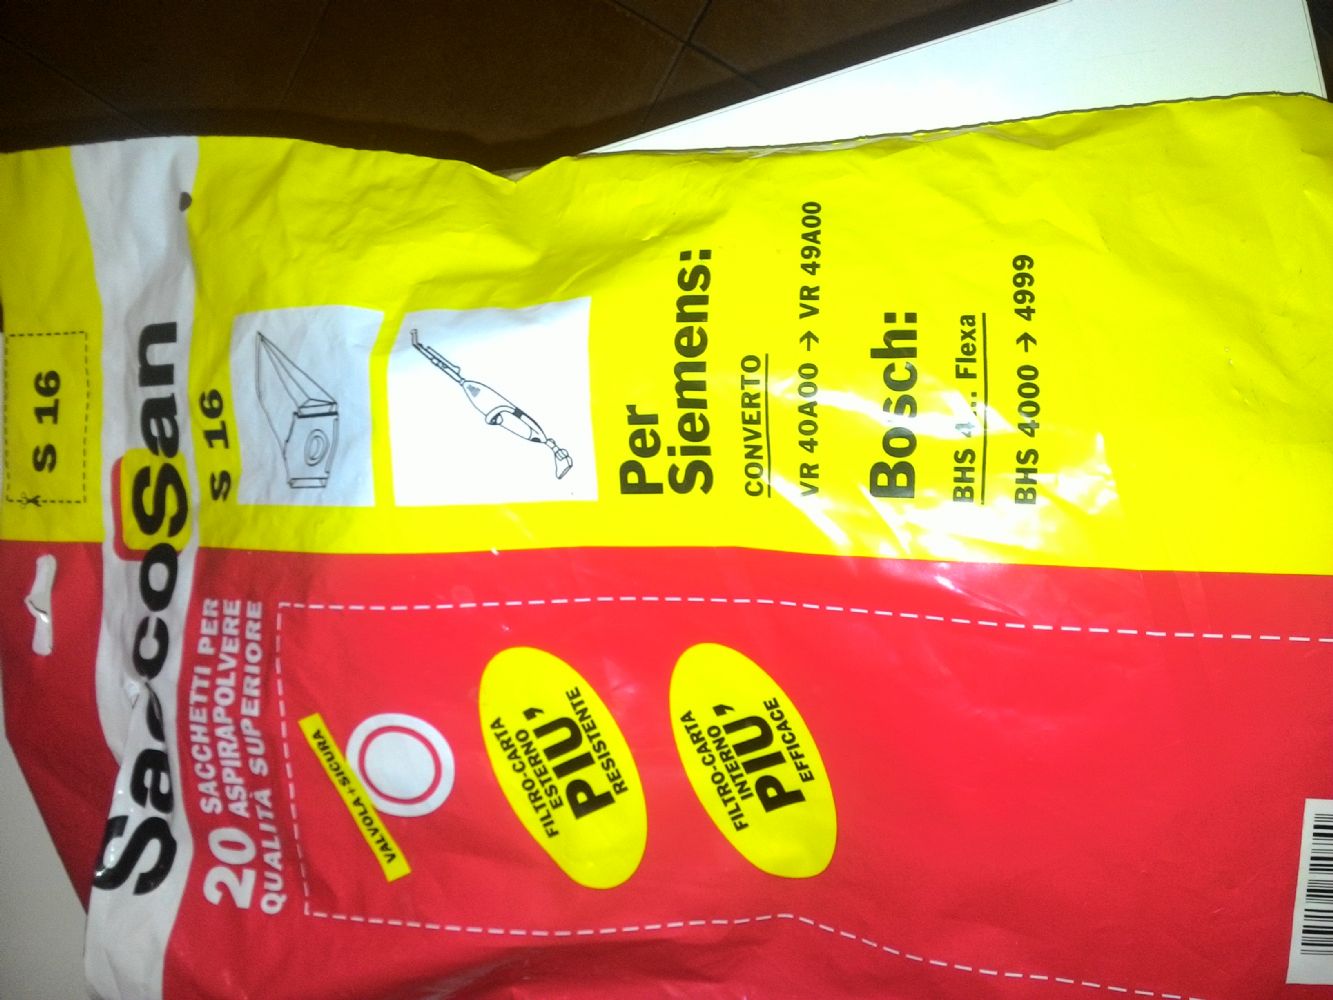 S 16
SaccoSan
20 SACCHETTI PER
ASPIRAPOLVERE
QUALITÀ SUPERIORE
S 16
VALVOLA+SICURA
FILTRO-CARTA
ESTERNO
PIU'
RESISTENTE
FILTRO-CARTA
INTERNO
PIU'
EFFICACE
Per
Siemens:
CONVERTO
VR 40A00 → VR 49A00
Bosch:
BHS 4... Flexa
BHS 4000 → 4999